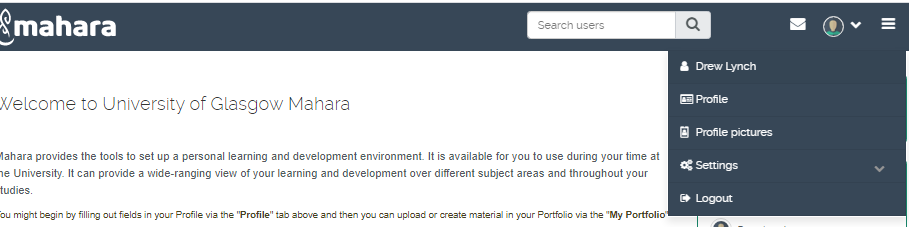 mahara
Search users
Drew Lynch
Profile
Profile pictures
Settings
Logout
Welcome to University of Glasgow Mahara
Mahara provides the tools to set up a personal learning and development environment. It is available for you to use during your time at
he University. It can provide a wide-ranging view of your learning and development over different subject areas and throughout your
tudies.
You might begin by filling out fields in your Profile via the "Profile" tab above and then you can upload or create material in your Portfolio via the "My Portfolio"